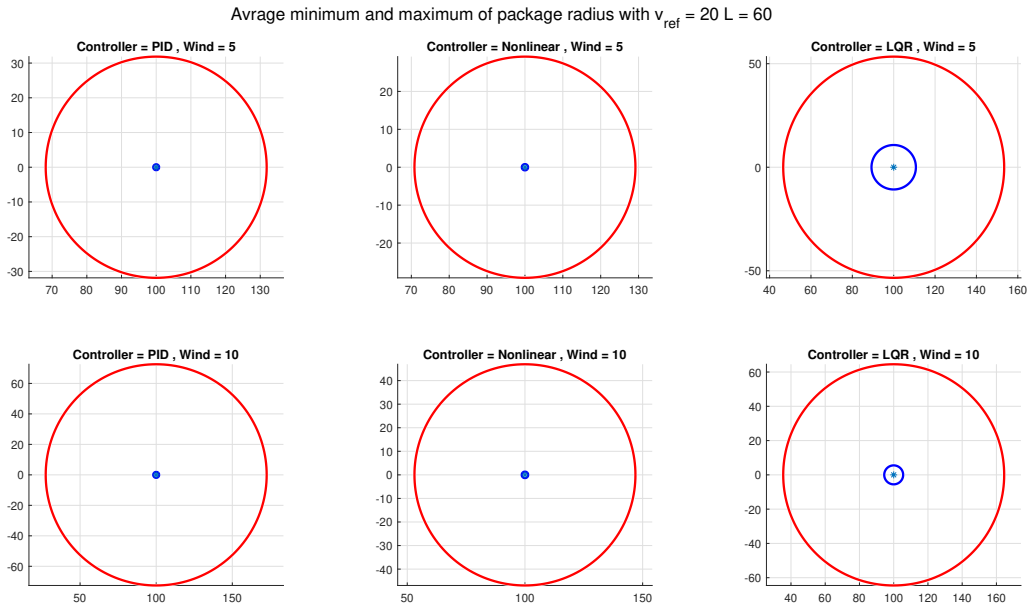 Avrage minimum and maximum of package radius with v_ref = 20 L = 60
Controller = PID , Wind = 5
30
20
10
0
-10
-20
-30
70 80 90 100 110 120 130
Controller = Nonlinear , Wind = 5
20
10
0
-10
-20
70 80 90 100 110 120 130
Controller = LQR , Wind = 5
50
0
-50
40 60 80 100 120 140 160
Controller = PID , Wind = 10
60
40
20
0
-20
-40
-60
50 100 150
Controller = Nonlinear , Wind = 10
40
30
20
10
0
-10
-20
-30
-40
50 100 150
Controller = LQR , Wind = 10
60
40
20
0
-20
-40
-60
40 60 80 100 120 140 160